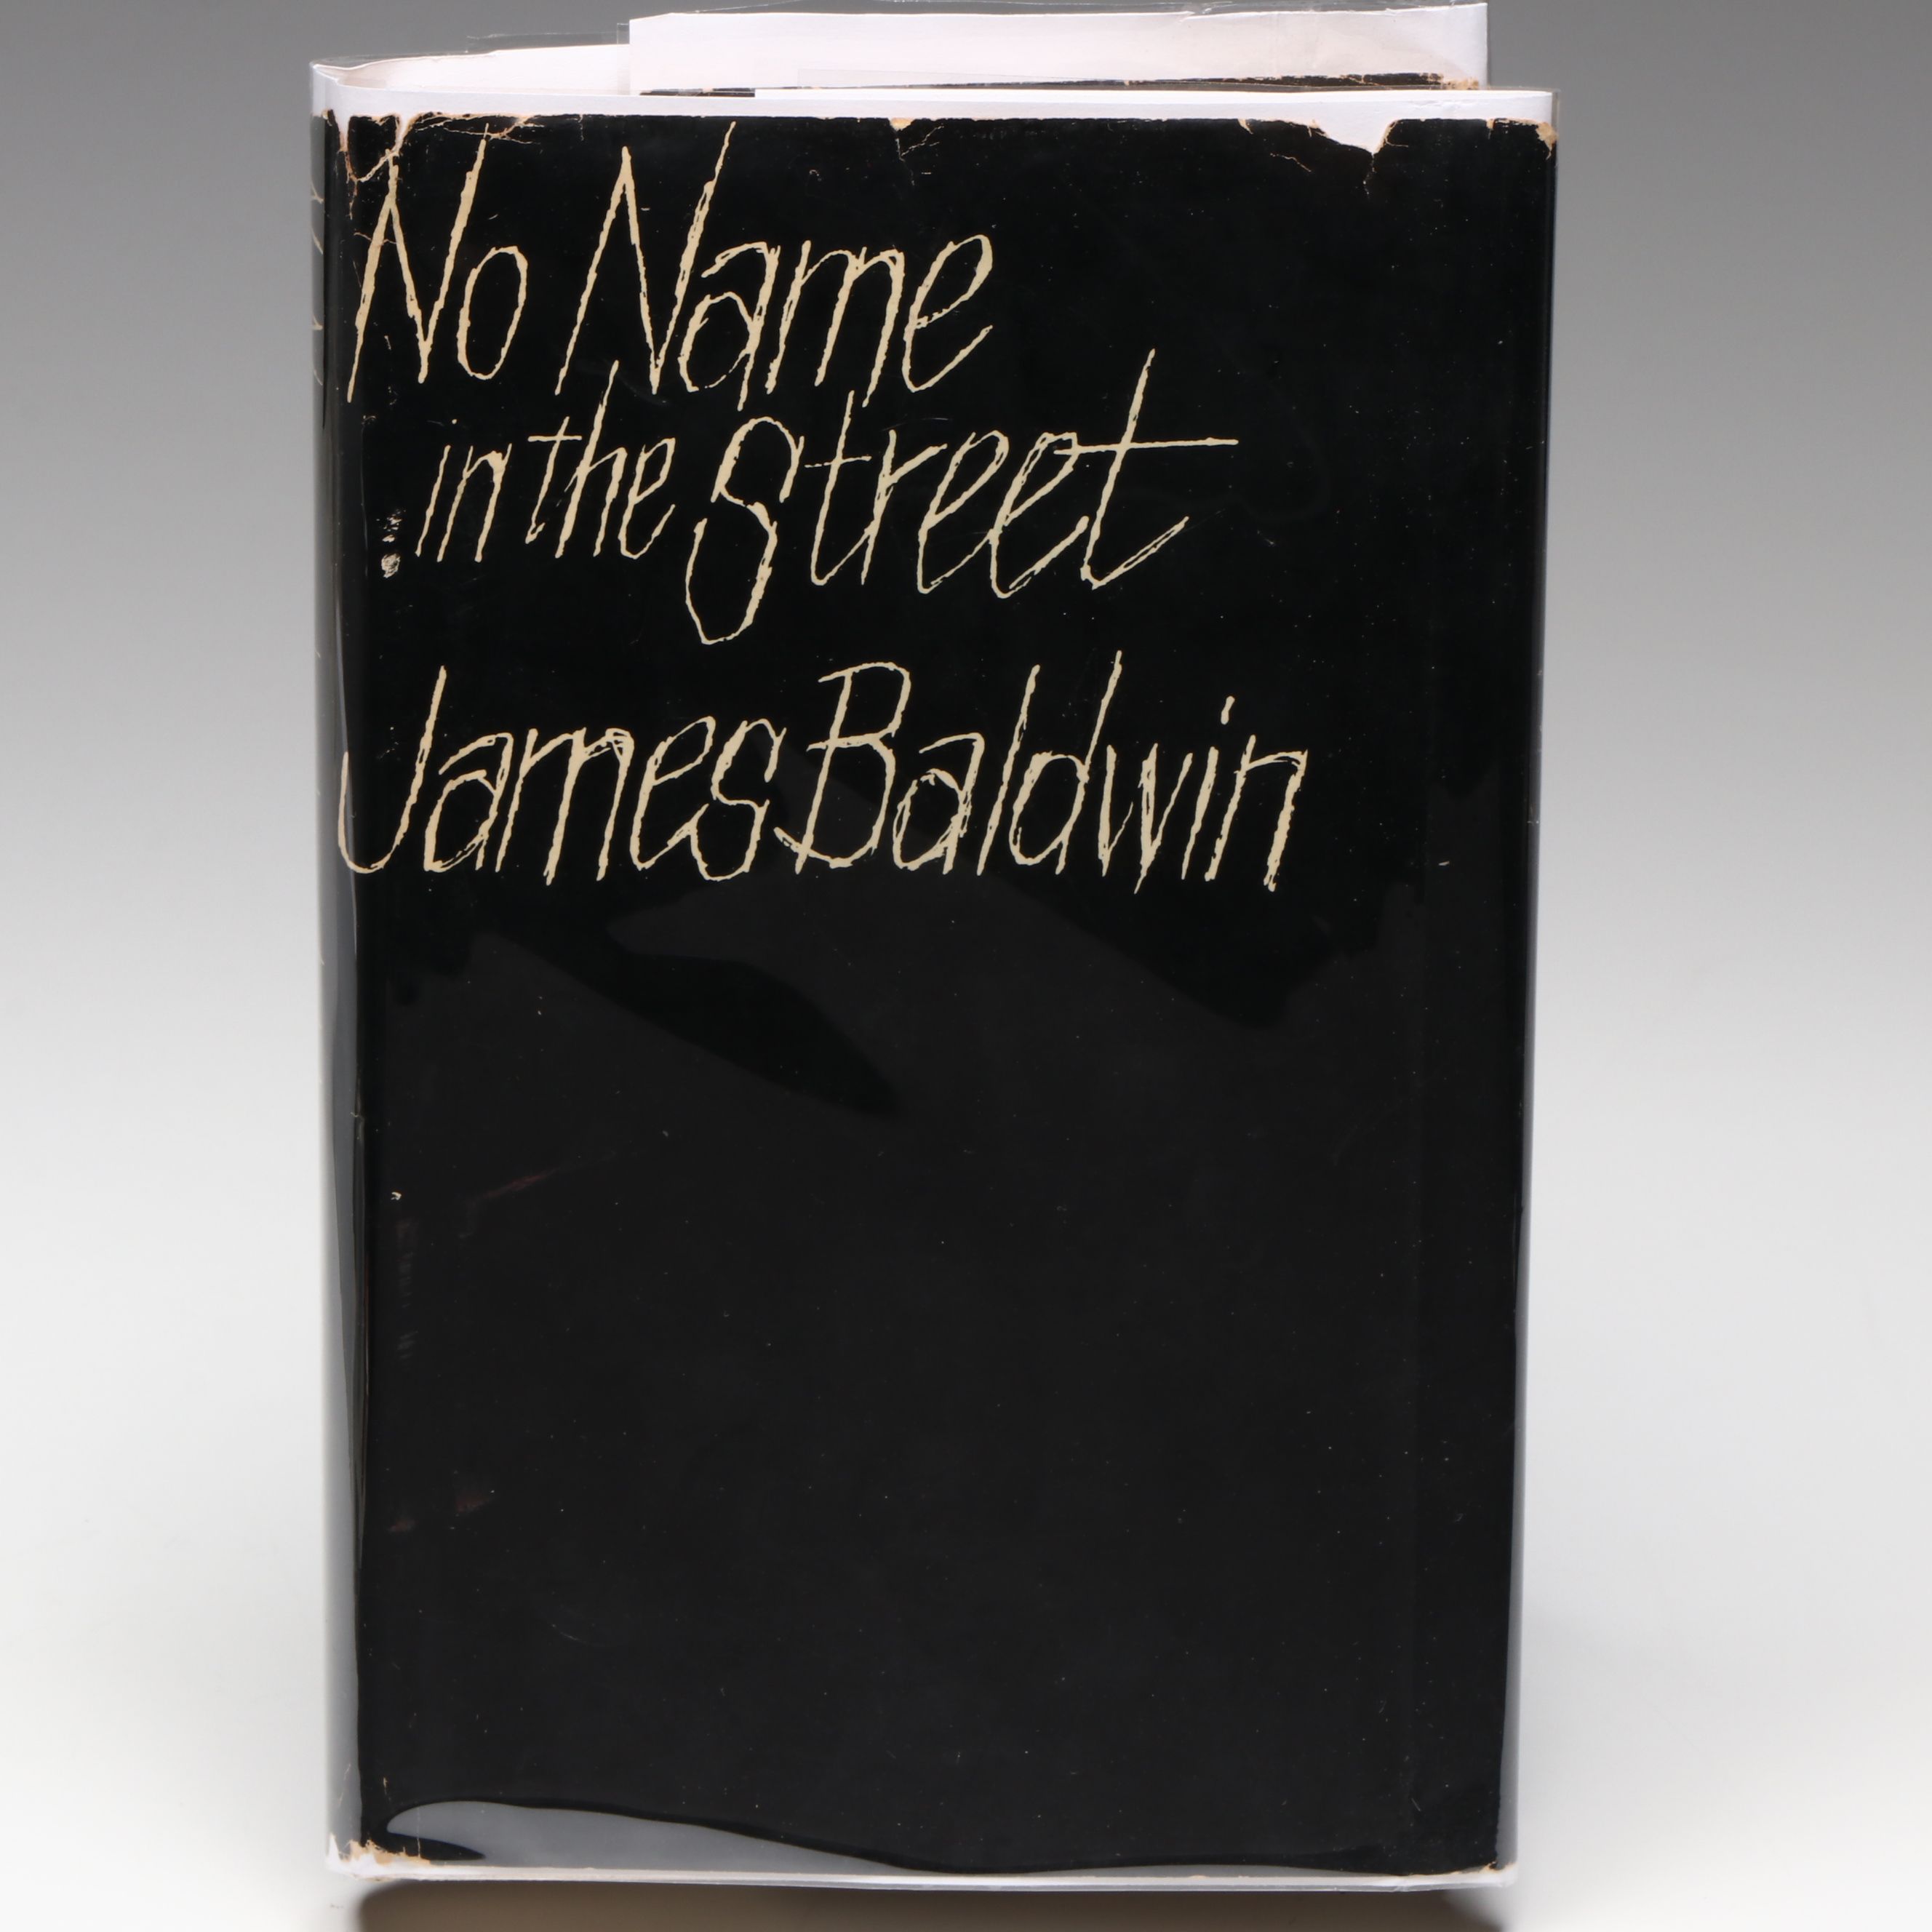 No Name
in the Street
James Baldwin